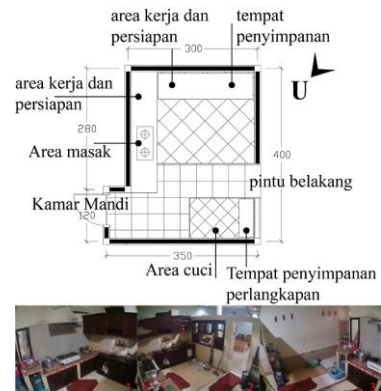 area kerja dan
persiapan
tempat
penyimpanan
300
area kerja dan
persiapan
U
280
Area masak
400
pintu belakang
Kamar Mandi
120
350
Area cuci
Tempat penyimpanan
perlangkapan